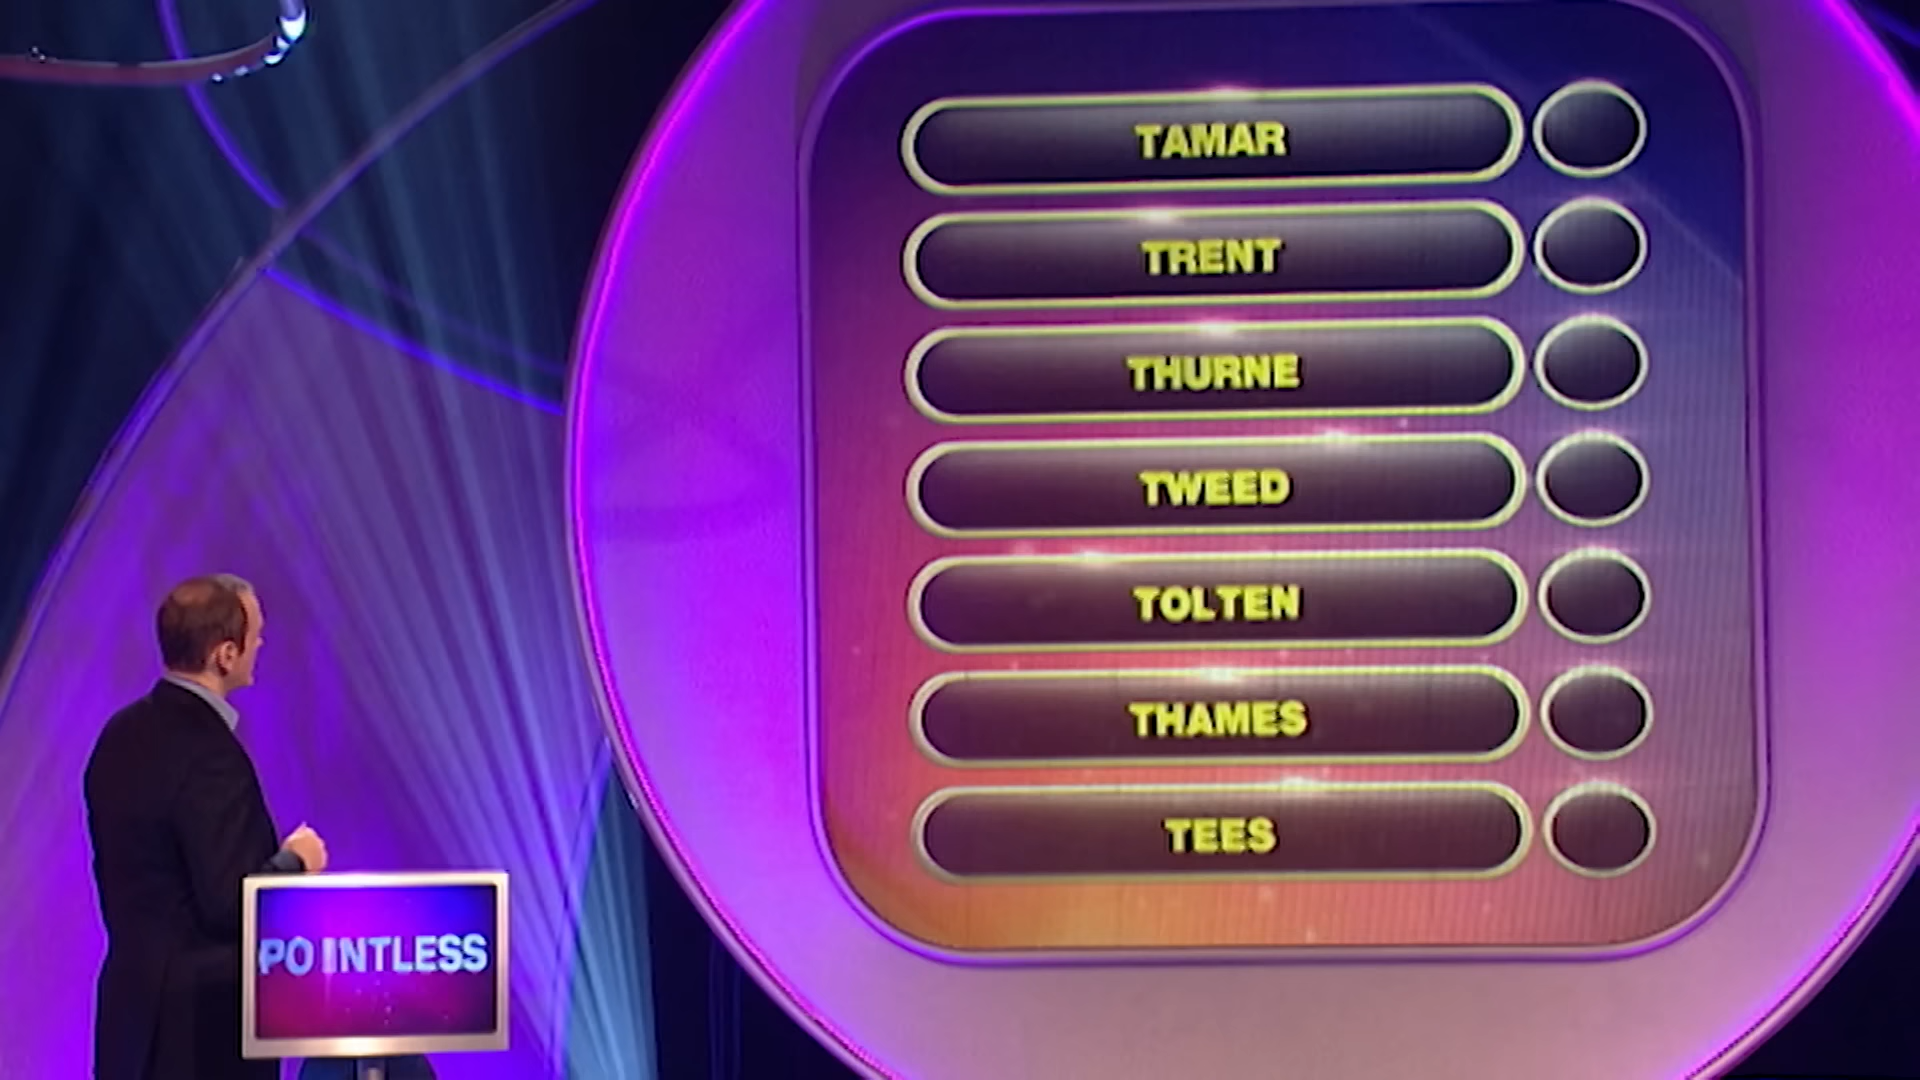 TAMAR
TRENT
THURNE
TWEED
TOLTEN
THAMES
TEES
POINTLESS